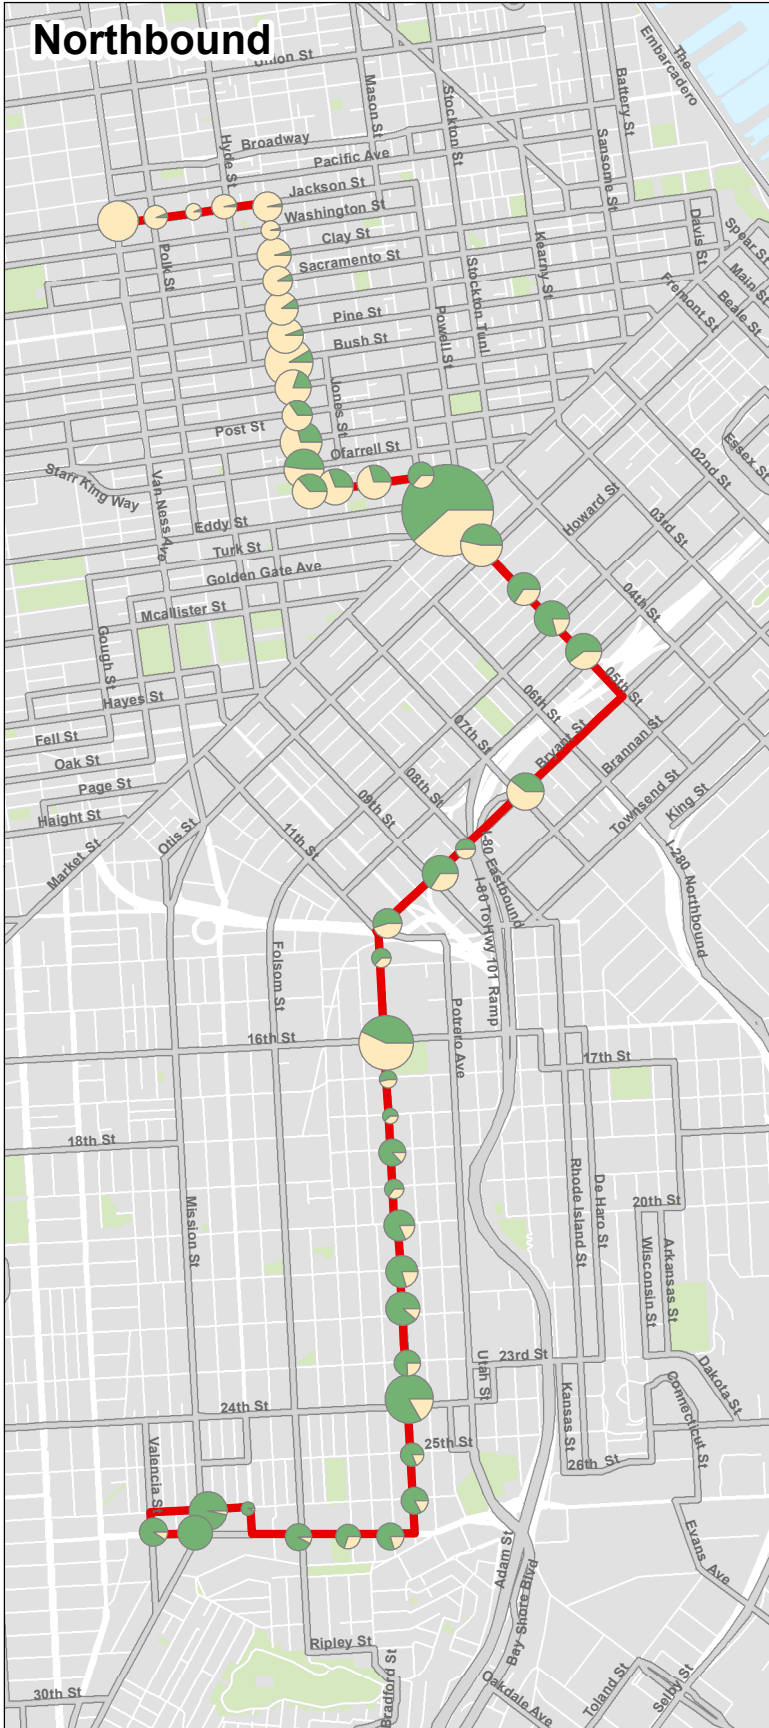 Northbound
Union St
The
Embarcadero
Mason St
Stockton St
Battery St
Sansome St
Hyde St
Broadway
Pacific Ave
Jackson St
Washington St
Clay St
Sacramento St
Polk St
Davis St
Spear St
Main St
Beale St
Fremont St
Kearny St
Stockton Tunl
Powell St
Pine St
Bush St
Jones St
Post St
Ofarrell St
Starr King Way
Van Ness Ave
Essex St
02nd St
Howard St
03rd St
Eddy St
Turk St
Golden Gate Ave
04th St
Mcallister St
Gough St
Hayes St
05th St
06th St
Fell St
Oak St
07th St
Bryant St
Brannan St
Page St
08th St
Townsend St
King St
Haight St
09th St
Market St
Otis St
11th St
I-80 Eastbound
I-280 Northbound
I-80 To Hwy 101 Ramp
Folsom St
Potrero Ave
16th St
17th St
18th St
Mission St
Rhode Island St
De Haro St
20th St
Wisconsin St
Arkansas St
Utah St
23rd St
Dakota St
Connecticut St
Kansas St
24th St
25th St
26th St
Valencia St
Evans Ave
Adam St
Bay Shore Blvd
Ripley St
Bradford St
Oakdale Ave
Toland St
Selby St
30th St